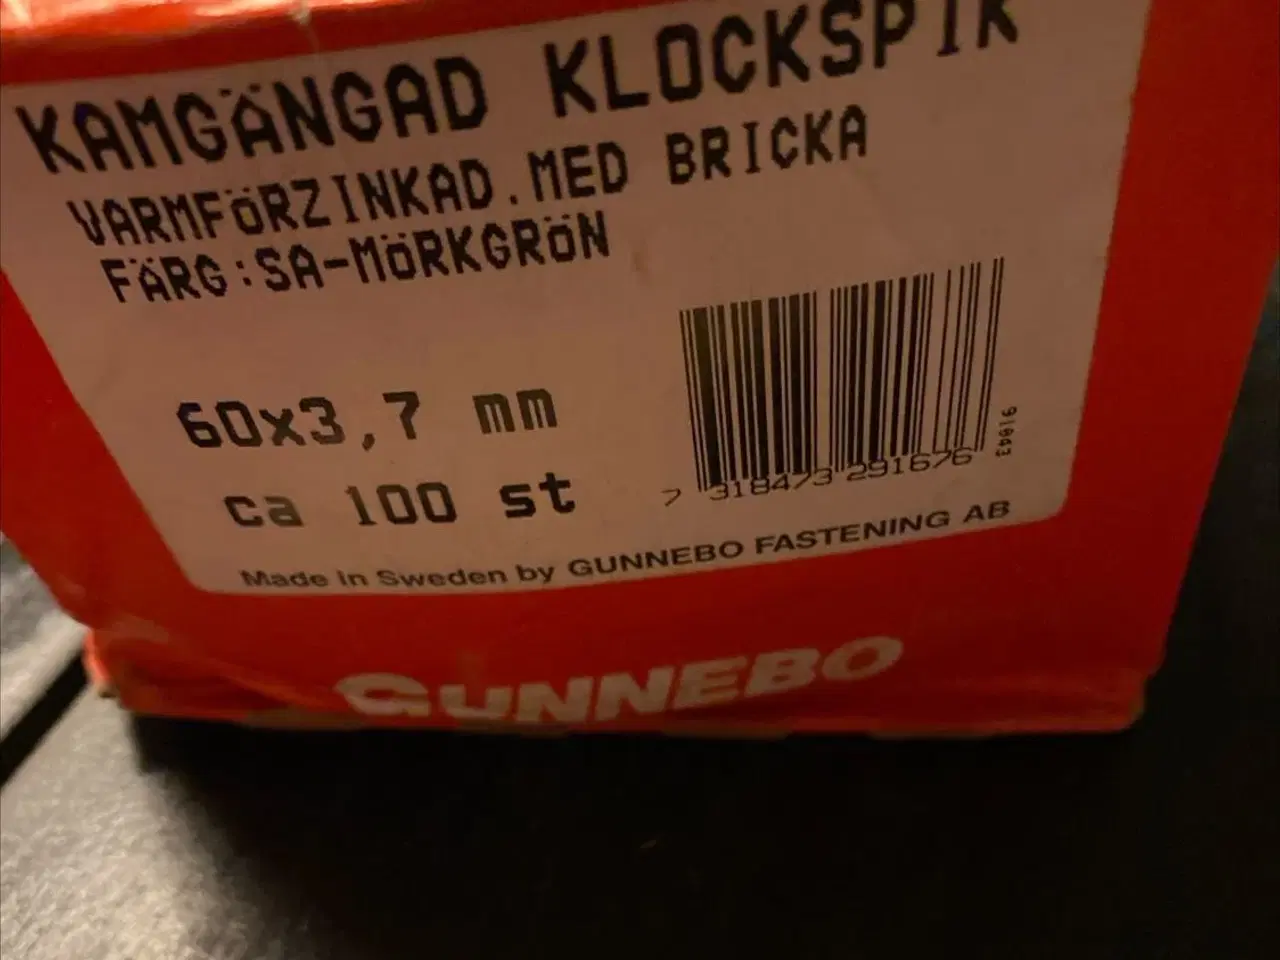 KAMGÄNGAD KLOCKSPIK
VARMFÖRZINKAD.MED BRICKA
FÄRG:SA-MÖRKGRÖN
60x3,7 mm
ca 100 st
7 318473 291676
91043
Made in Sweden by GUNNEBO FASTENING AB
GUNNEBO